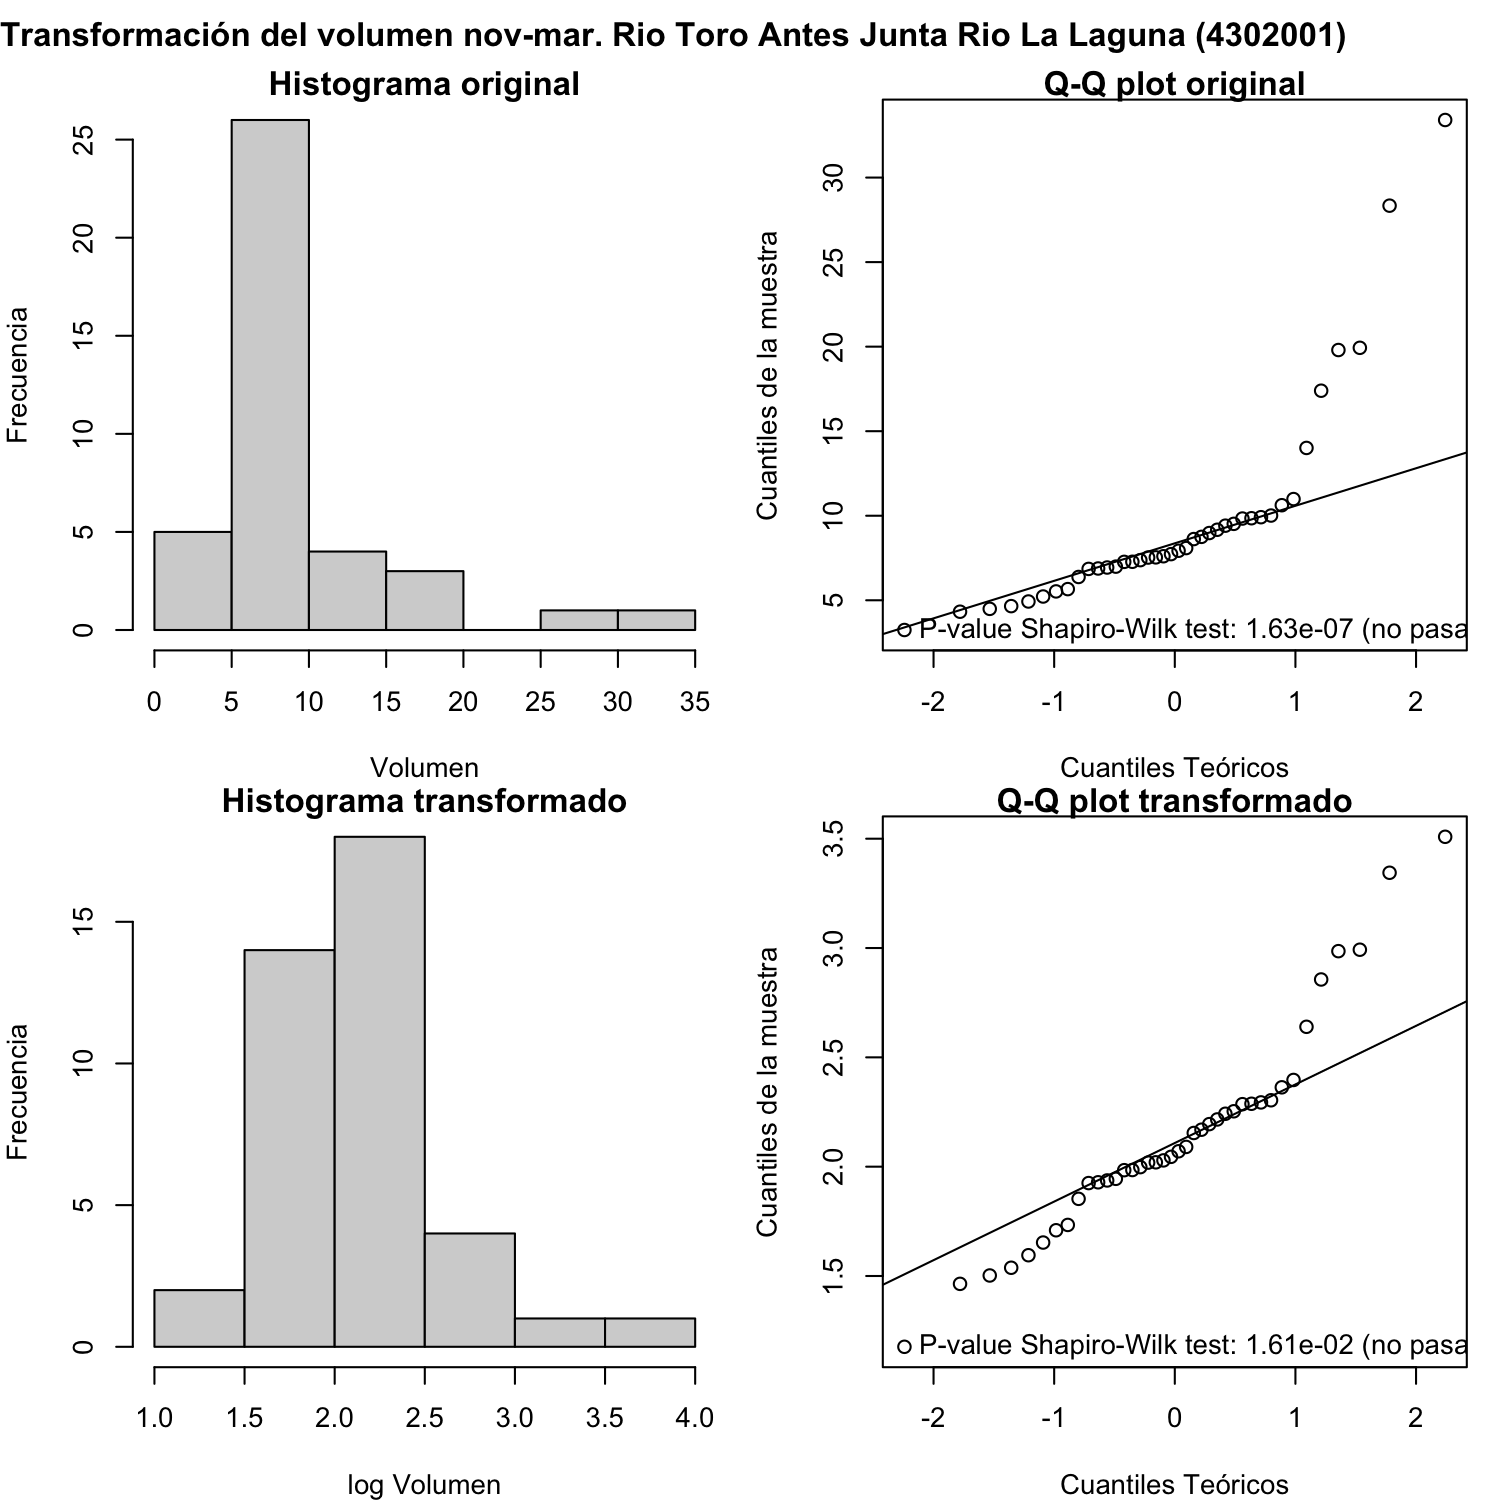 Transformación del volumen nov-mar. Rio Toro Antes Junta Rio La Laguna (4302001)
Histograma original
Frecuencia
0 5 10 15 20 25
0 5 10 15 20 25 30 35
Volumen
Q-Q plot original
Cuantiles de la muestra
5 10 15 20 25 30
P-value Shapiro-Wilk test: 1.63e-07 (no pasa
-2 -1 0 1 2
Cuantiles Teóricos
Histograma transformado
Frecuencia
0 5 10 15
1.0 1.5 2.0 2.5 3.0 3.5 4.0
log Volumen
Q-Q plot transformado
Cuantiles de la muestra
1.5 2.0 2.5 3.0 3.5
P-value Shapiro-Wilk test: 1.61e-02 (no pasa
-2 -1 0 1 2
Cuantiles Teóricos